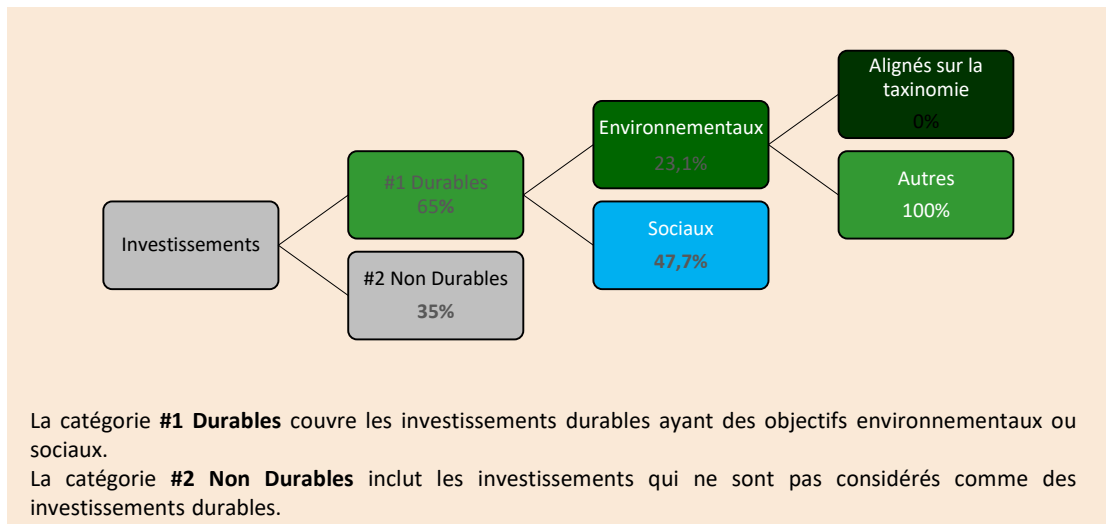 Investissements
#1 Durables
65%
#2 Non Durables
35%
Environnementaux
23,1%
Sociaux
47,7%
Alignés sur la
taxinomie
0%
Autres
100%
La catégorie #1 Durables couvre les investissements durables ayant des objectifs environnementaux ou
sociaux.
La catégorie #2 Non Durables inclut les investissements qui ne sont pas considérés comme des
investissements durables.